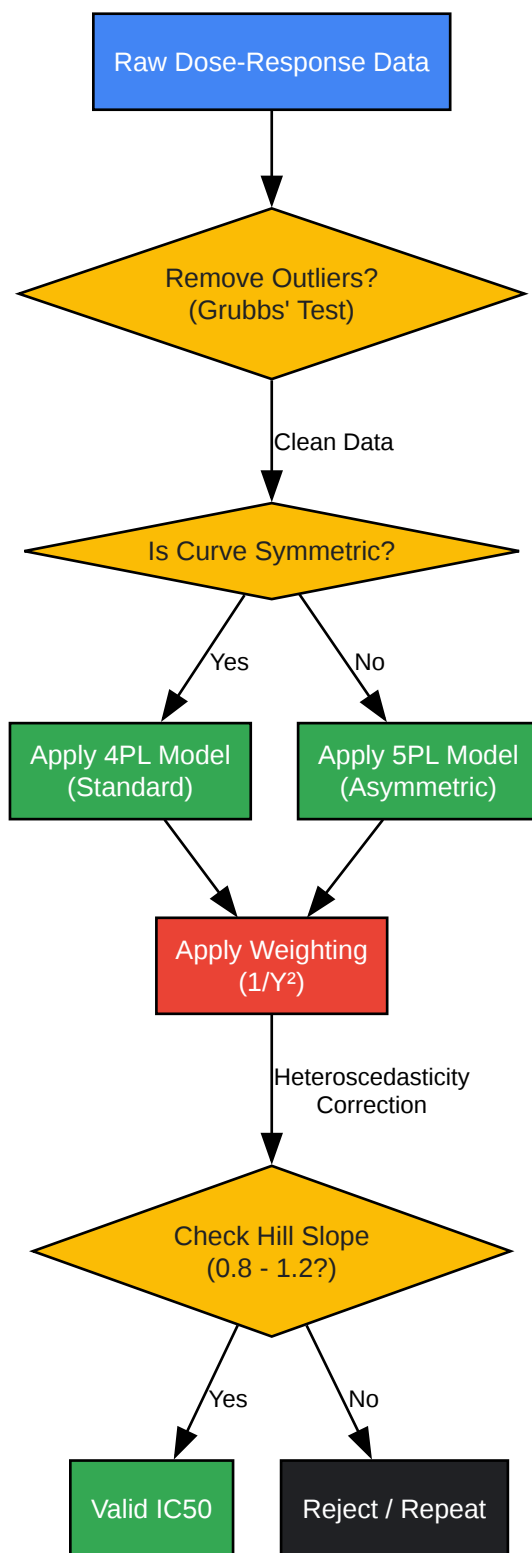 Raw Dose-Response Data
Remove Outliers?
(Grubbs' Test)
Clean Data
Is Curve Symmetric?
Yes
No
Apply 4PL Model
(Standard)
Apply 5PL Model
(Asymmetric)
Apply Weighting
(1/Y²)
Heteroscedasticity
Correction
Check Hill Slope
(0.8 - 1.2?)
Yes
No
Valid IC50
Reject / Repeat